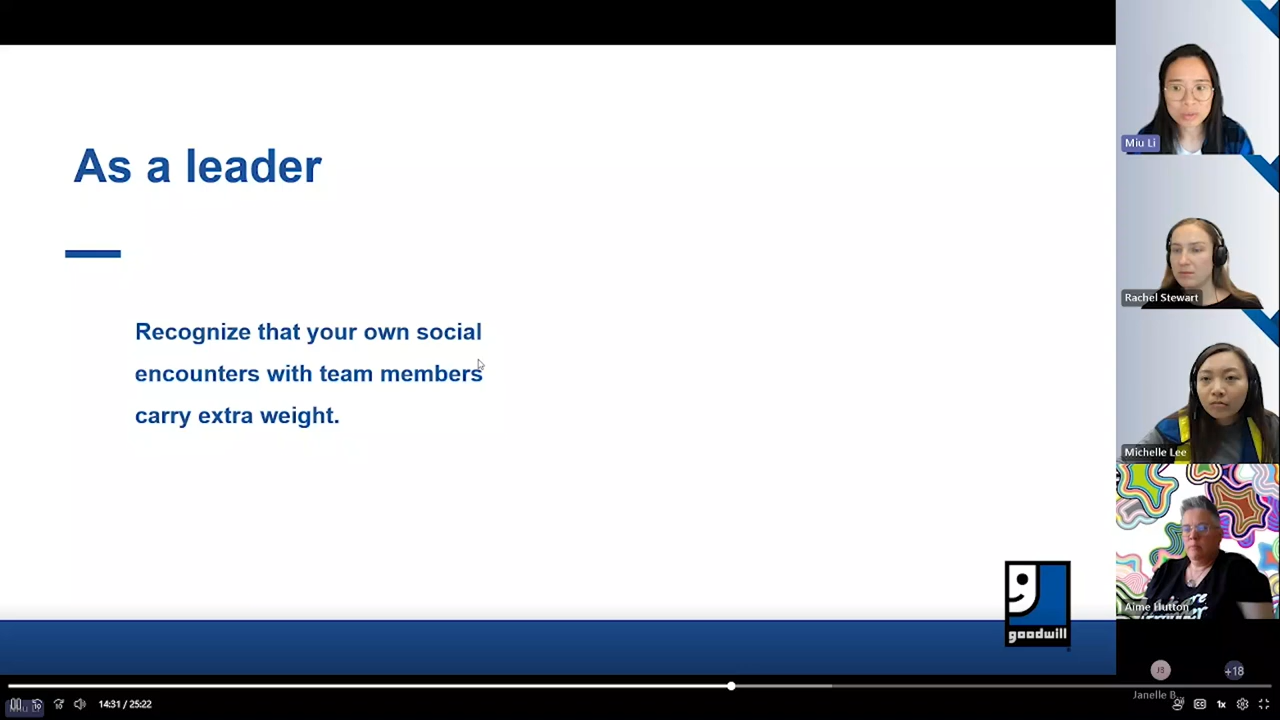 As a leader
Recognize that your own social
encounters with team members
carry extra weight.
goodwill
Miu Li
Rachel Stewart
Michelle Lee
Aime Hutton
+18
Janelle B...
14:31 / 25:22
1x